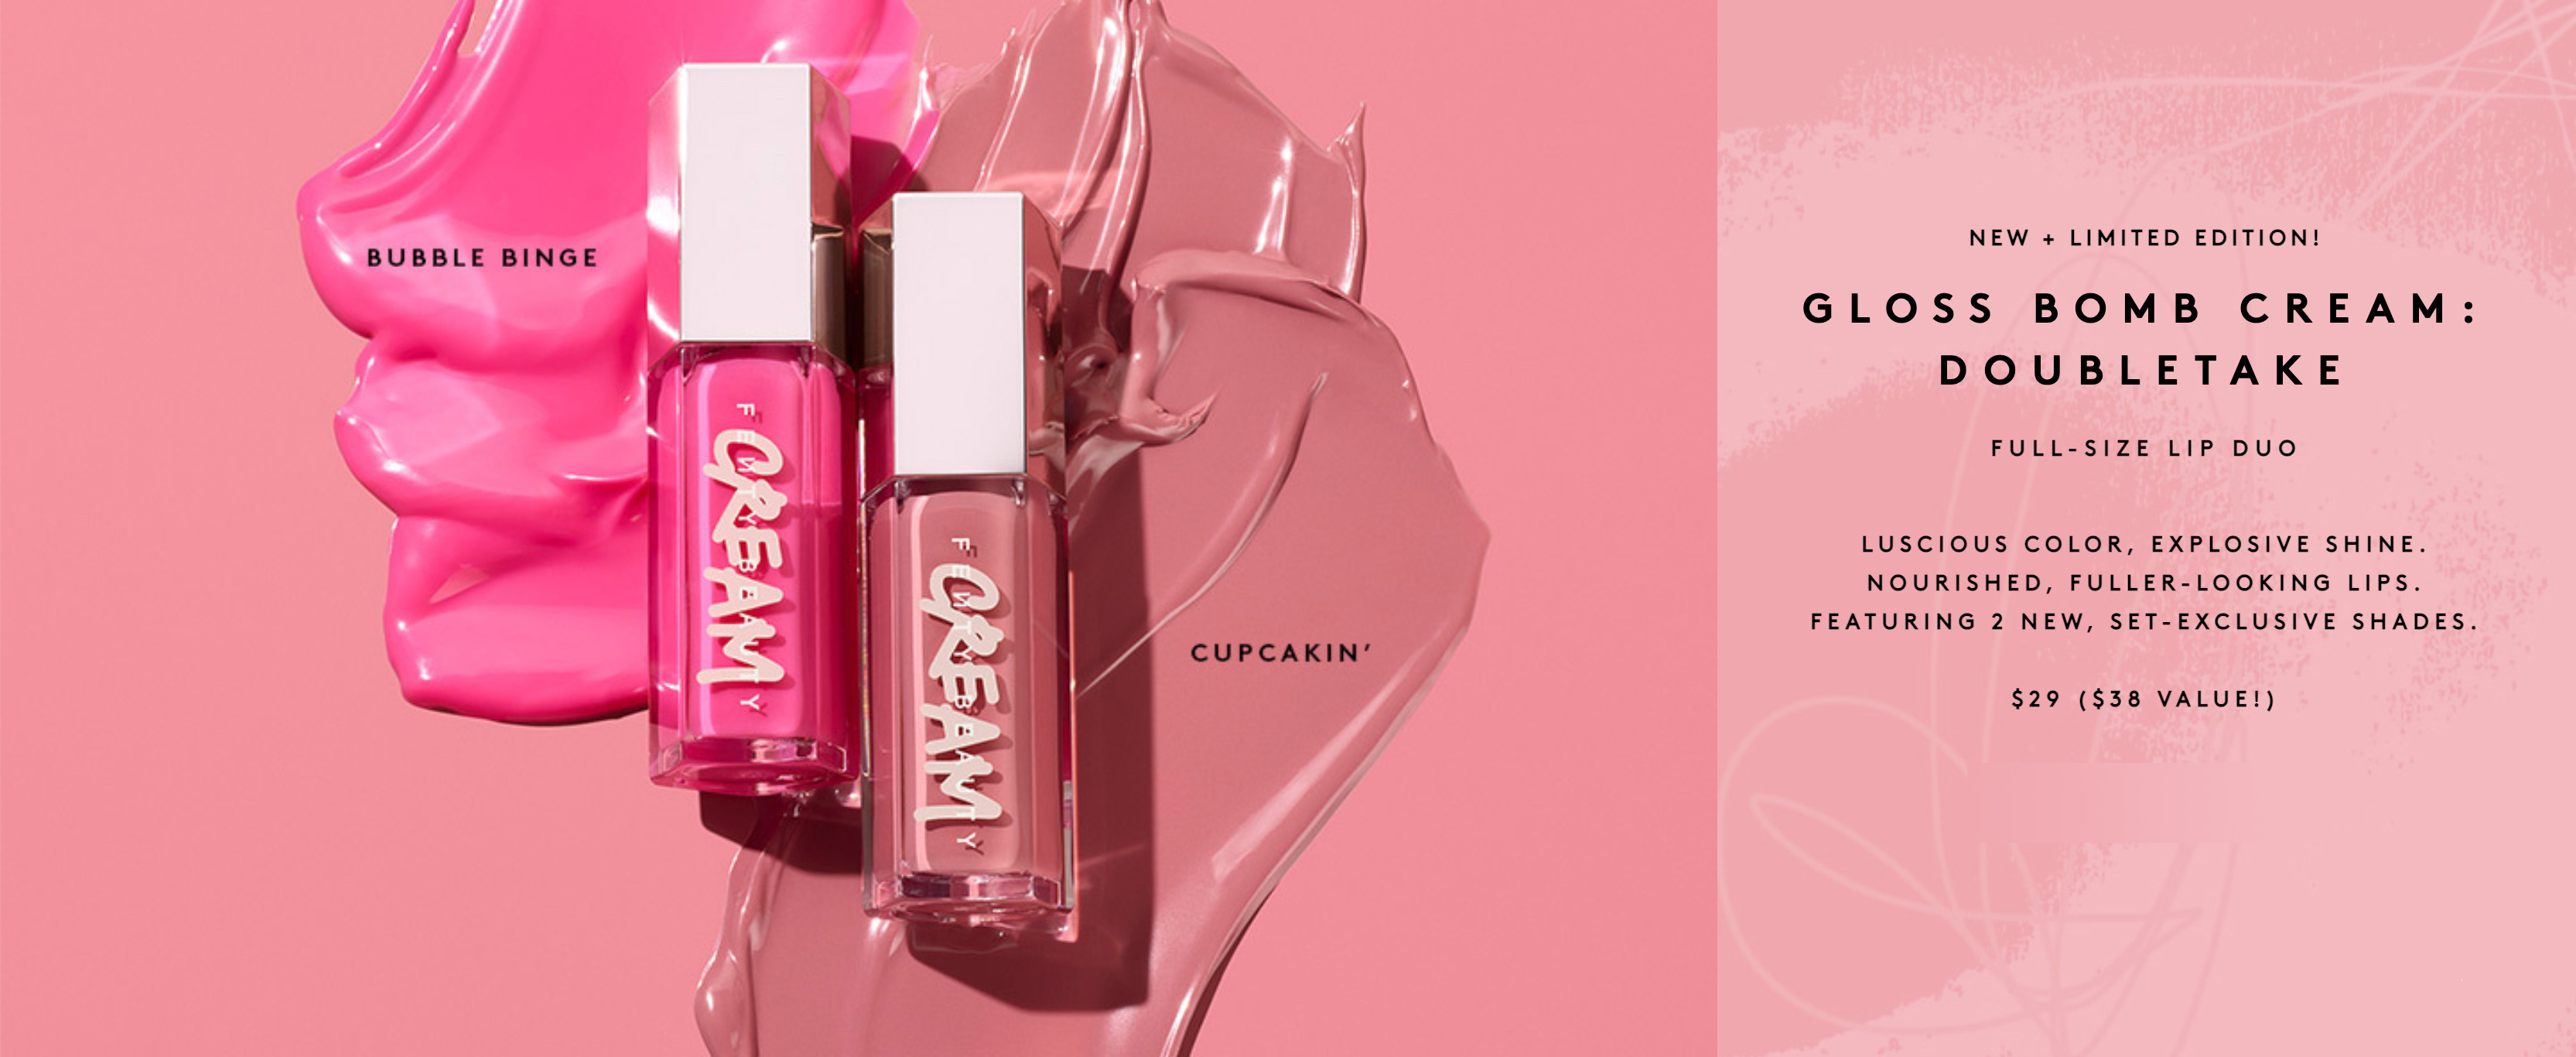 BUBBLE BINGE
FENTY BEAUTY
CREAM
FENTY BEAUTY
CREAM
CUPCAKIN’
NEW + LIMITED EDITION!
GLOSS BOMB CREAM:
DOUBLETAKE
FULL-SIZE LIP DUO
LUSCIOUS COLOR, EXPLOSIVE SHINE.
NOURISHED, FULLER-LOOKING LIPS.
FEATURING 2 NEW, SET-EXCLUSIVE SHADES.
$29 ($38 VALUE!)